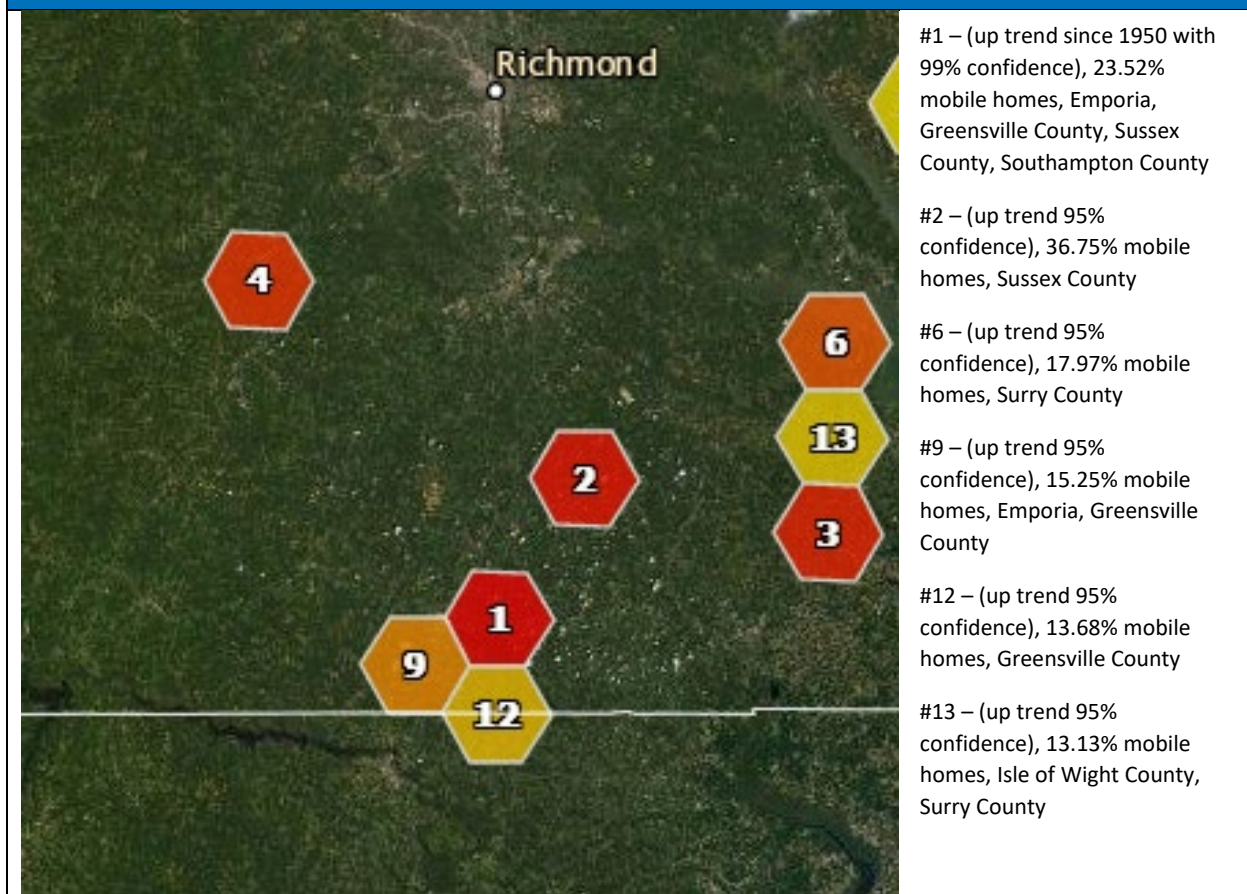 Richmond
4
6
13
2
3
1
9
12
#1 – (up trend since 1950 with
99% confidence), 23.52%
mobile homes, Emporia,
Greensville County, Sussex
County, Southampton County
#2 – (up trend 95%
confidence), 36.75% mobile
homes, Sussex County
#6 – (up trend 95%
confidence), 17.97% mobile
homes, Surry County
#9 – (up trend 95%
confidence), 15.25% mobile
homes, Emporia, Greensville
County
#12 – (up trend 95%
confidence), 13.68% mobile
homes, Greensville County
#13 – (up trend 95%
confidence), 13.13% mobile
homes, Isle of Wight County,
Surry County